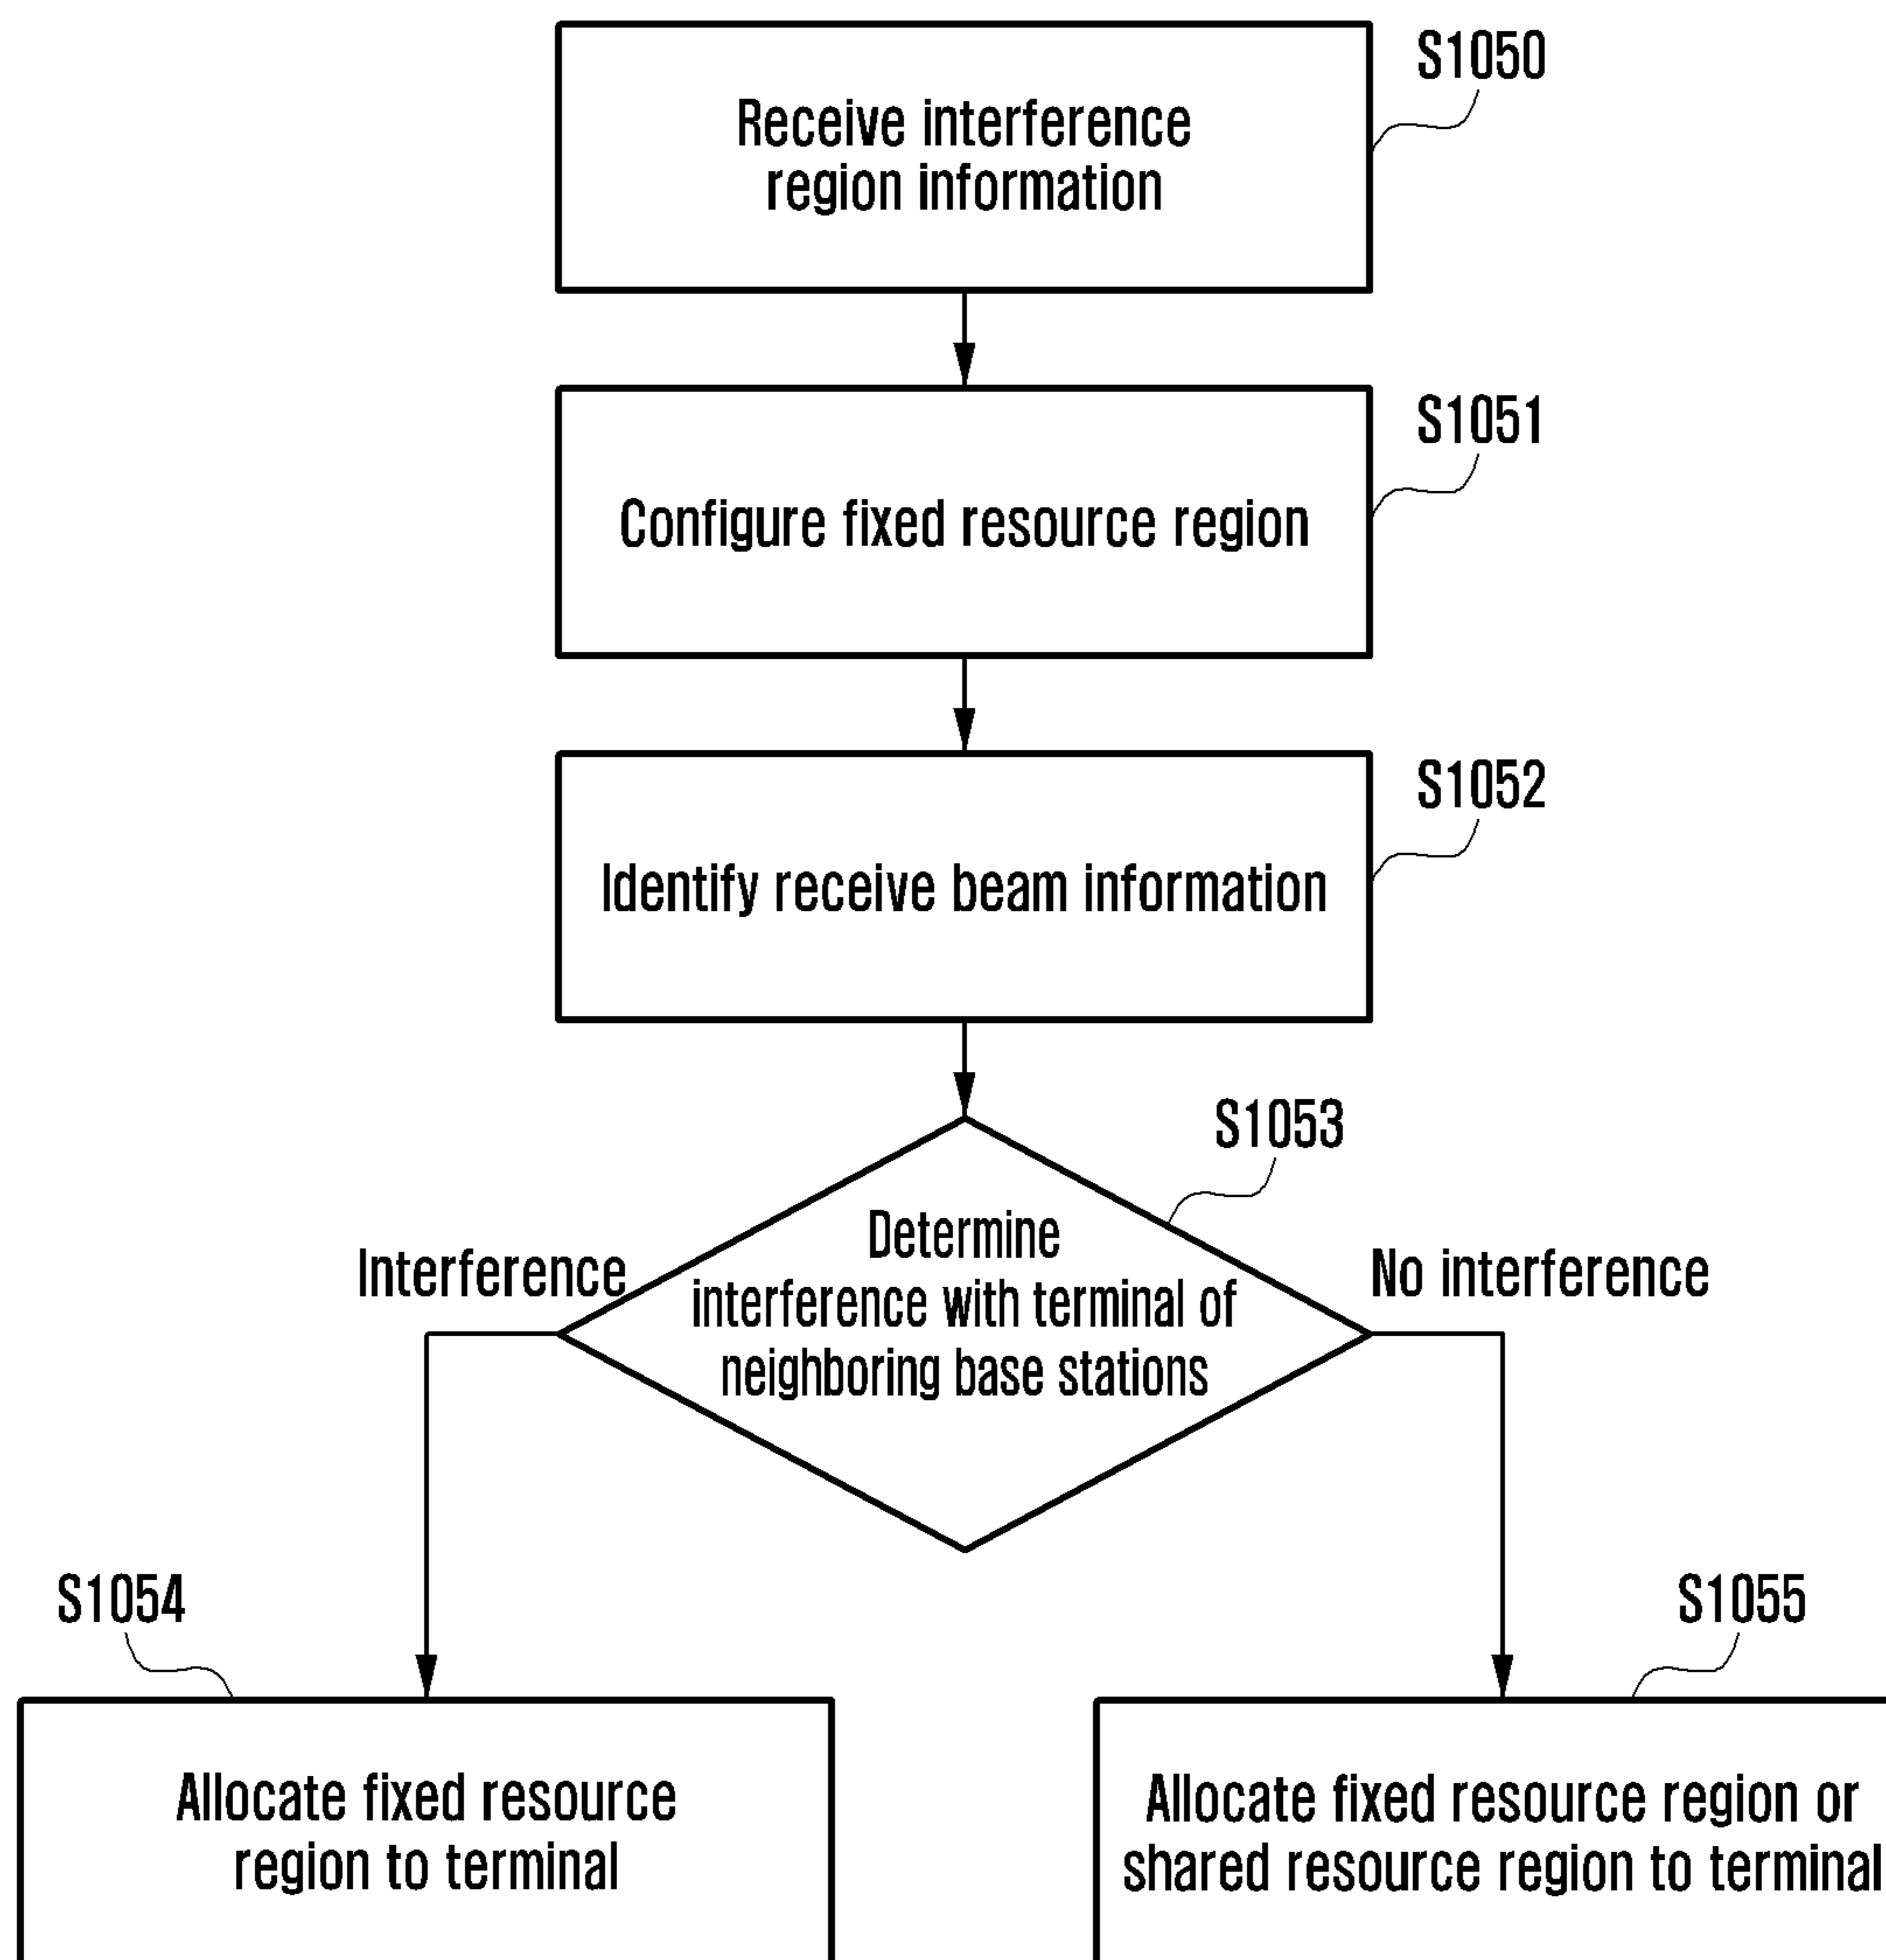 S1050
Receive interference
region information
S1051
Configure fixed resource region
S1052
Identify receive beam information
S1053
Determine
interference with terminal of
neighboring base stations
Interference
No interference
S1054
Allocate fixed resource
region to terminal
S1055
Allocate fixed resource region or
shared resource region to terminal